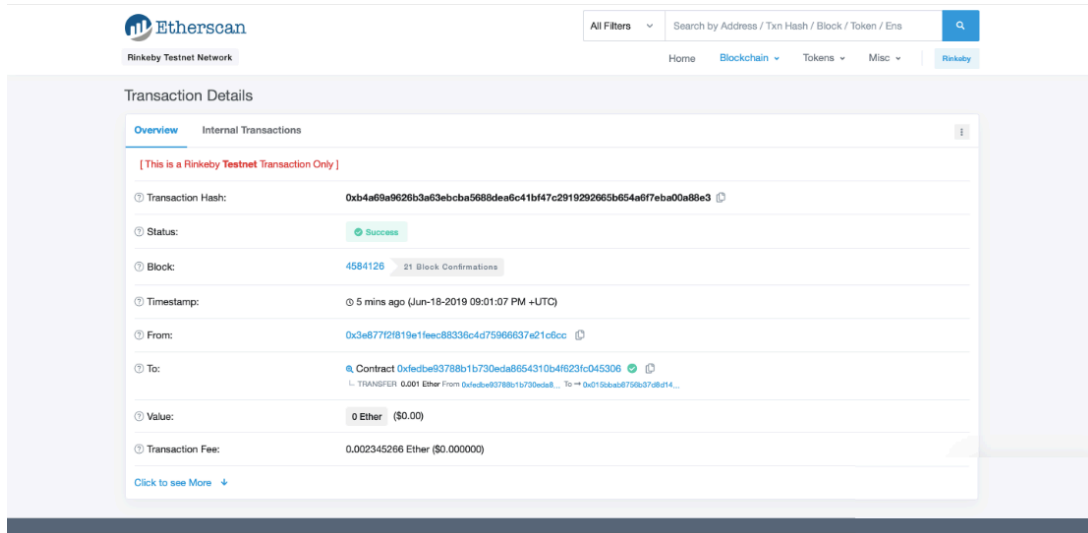 Etherscan
All Filters
Search by Address / Txn Hash / Block / Token / Ens
Rinkeby Testnet Network
Home
Blockchain
Tokens
Misc
Rinkeby
Transaction Details
Overview
Internal Transactions
[ This is a Rinkeby Testnet Transaction Only ]
Transaction Hash:
0xb4a69a9626b3a63ebcba5688dea6c41bf47c2919292665b654a6f7eba00a88e3
Status:
Success
Block:
4584126
21 Block Confirmations
Timestamp:
5 mins ago (Jun-18-2019 09:01:07 PM +UTC)
From:
0x3e877f2f819e1feec88336c4d75966637e21c6cc
To:
Contract 0xfedbe93788b1b730eda8654310b4f623fc045306
TRANSFER 0.001 Ether From 0xfedbe93788b1b730eda8... To → 0x015bbab8756b37d8d14...
Value:
0 Ether ($0.00)
Transaction Fee:
0.002345266 Ether ($0.000000)
Click to see More